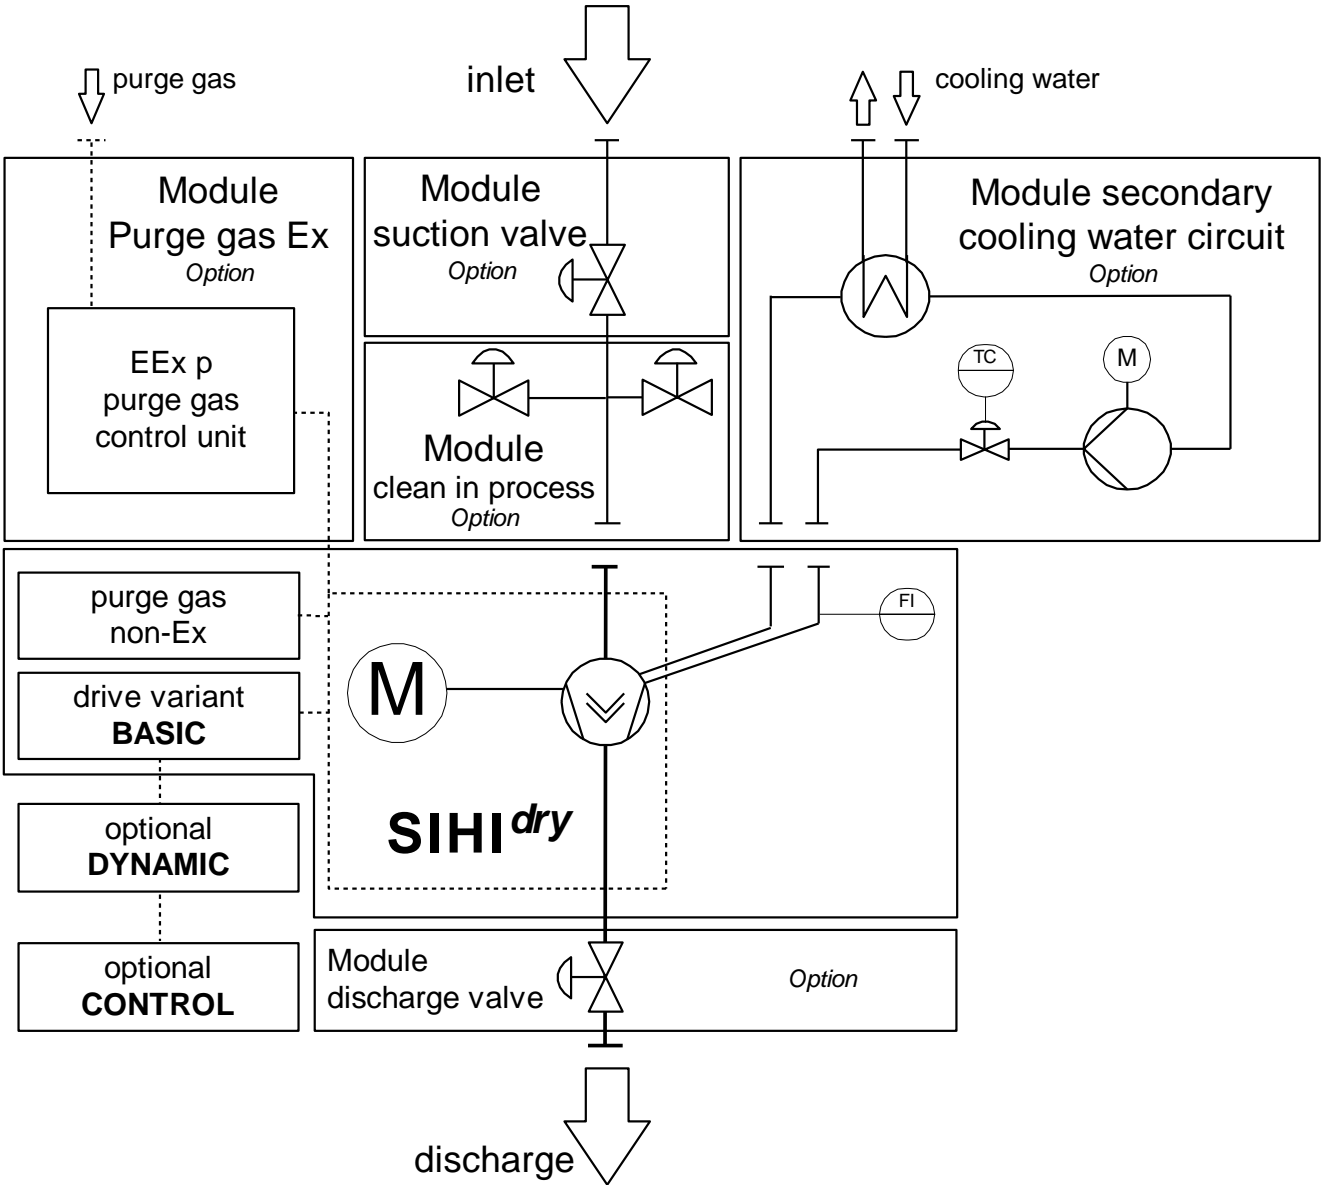 purge gas
inlet
cooling water
Module
Purge gas Ex
Option
EEx p
purge gas
control unit
Module
suction valve
Option
Module
clean in process
Option
Module secondary
cooling water circuit
Option
TC
M
purge gas
non-Ex
drive variant
BASIC
optional
DYNAMIC
optional
CONTROL
M
FI
SIHI dry
Module
discharge valve
Option
discharge